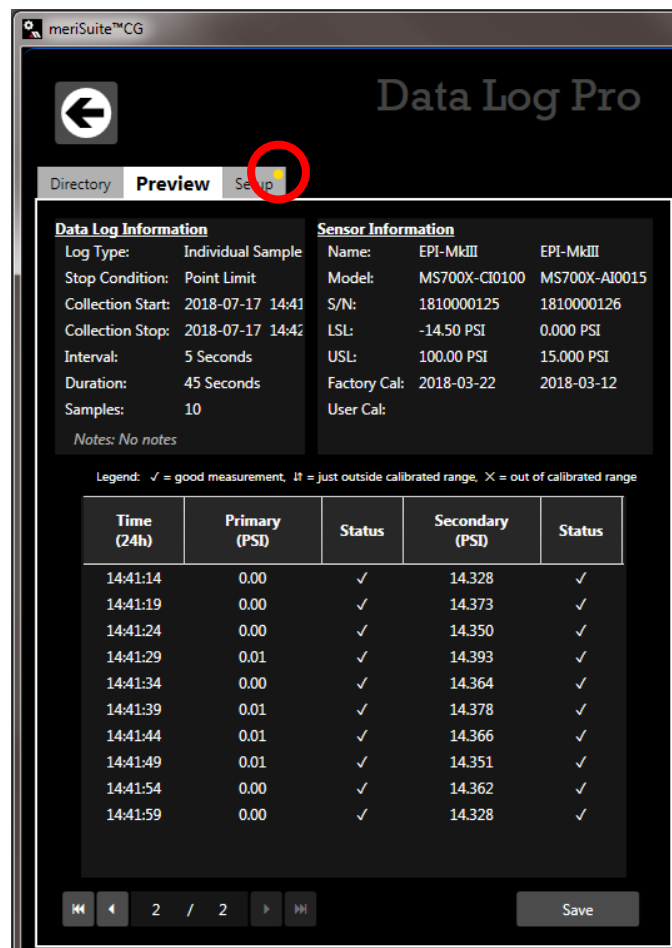 meriSuite™CG
Data Log Pro
Directory Preview Setup
Data Log Information
Log Type: Individual Sample
Stop Condition: Point Limit
Collection Start: 2018-07-17 14:41
Collection Stop: 2018-07-17 14:42
Interval: 5 Seconds
Duration: 45 Seconds
Samples: 10
Notes: No notes
Sensor Information
Name: EPI-MkIII EPI-MkIII
Model: MS700X-CI0100 MS700X-AI0015
S/N: 1810000125 1810000126
LSL: -14.50 PSI 0.000 PSI
USL: 100.00 PSI 15.000 PSI
Factory Cal: 2018-03-22 2018-03-12
User Cal:
Legend: ✓ = good measurement, ↓↑ = just outside calibrated range, ✕ = out of calibrated range
Time (24h) Primary (PSI) Status Secondary (PSI) Status
14:41:14 0.00 ✓ 14.328 ✓
14:41:19 0.00 ✓ 14.373 ✓
14:41:24 0.00 ✓ 14.350 ✓
14:41:29 0.01 ✓ 14.393 ✓
14:41:34 0.00 ✓ 14.364 ✓
14:41:39 0.01 ✓ 14.378 ✓
14:41:44 0.01 ✓ 14.366 ✓
14:41:49 0.01 ✓ 14.351 ✓
14:41:54 0.00 ✓ 14.362 ✓
14:41:59 0.00 ✓ 14.328 ✓
2 / 2
Save